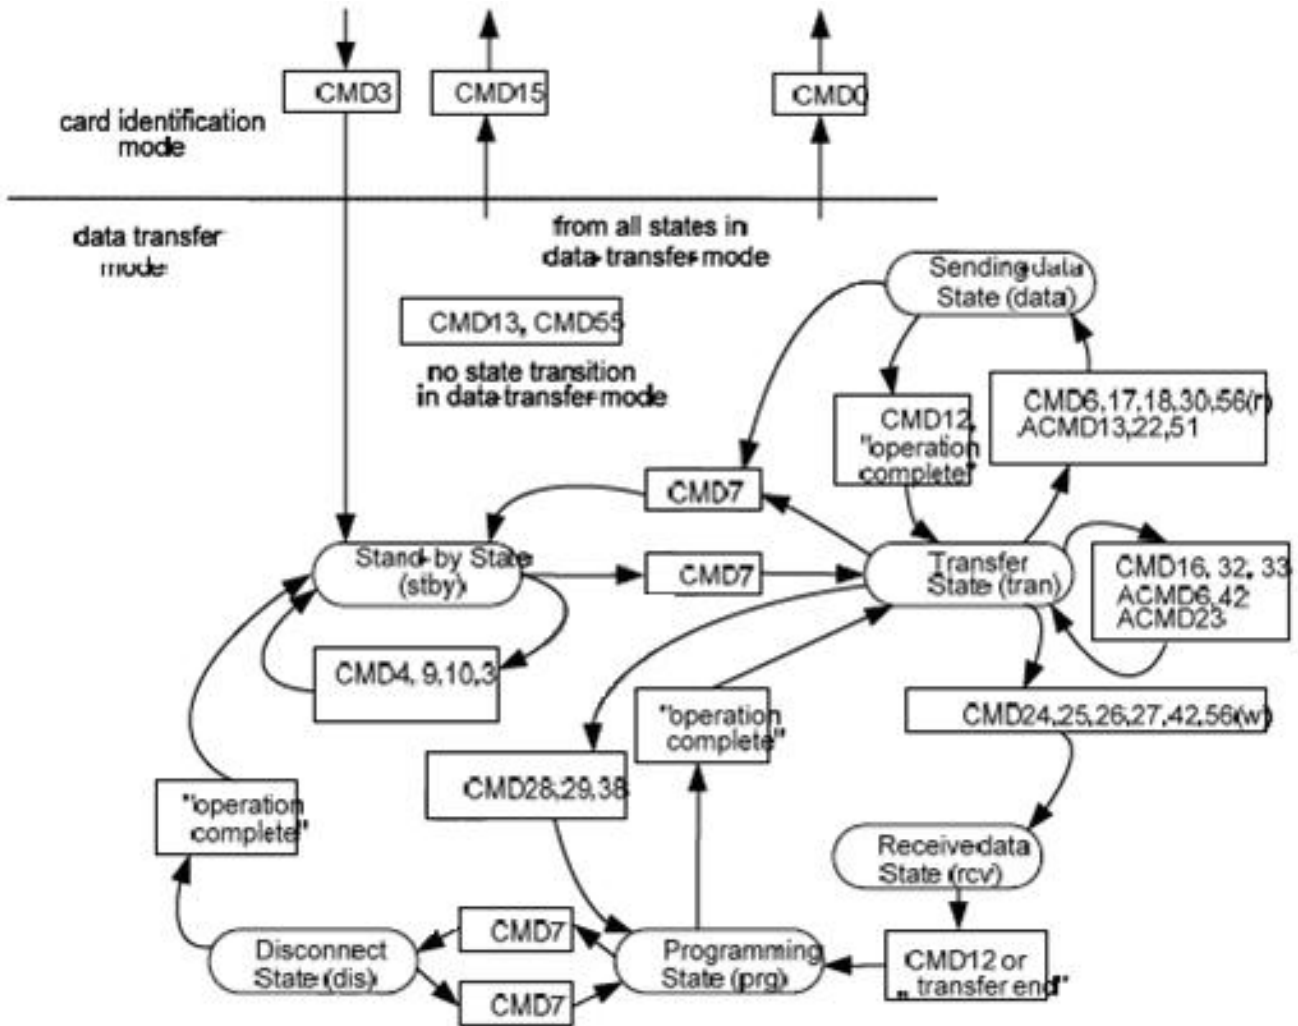 CMD3
CMD15
CMD0
card identification
mode
data transfer
mode
from all states in
data-transfer-mode
Sending data
State (data)
CMD13, CMD55
no state transition
in data-transfer-mode
CMD12,
"operation
complete"
CMD6,17,18,30,56(r)
ACMD13,22,51
CMD7
Stand-by State
(stby)
CMD7
Transfer
State (tran)
CMD16, 32, 33
ACMD6,42
ACMD23
CMD4, 9,10,3
"operation
complete"
CMD24,25,26,27,42,56(w)
"operation
complete"
CMD28,29,38
Receive-data
State (rcv)
CMD7
Disconnect
State (dis)
Programming
State (prg)
CMD7
CMD12 or
„ transfer end"